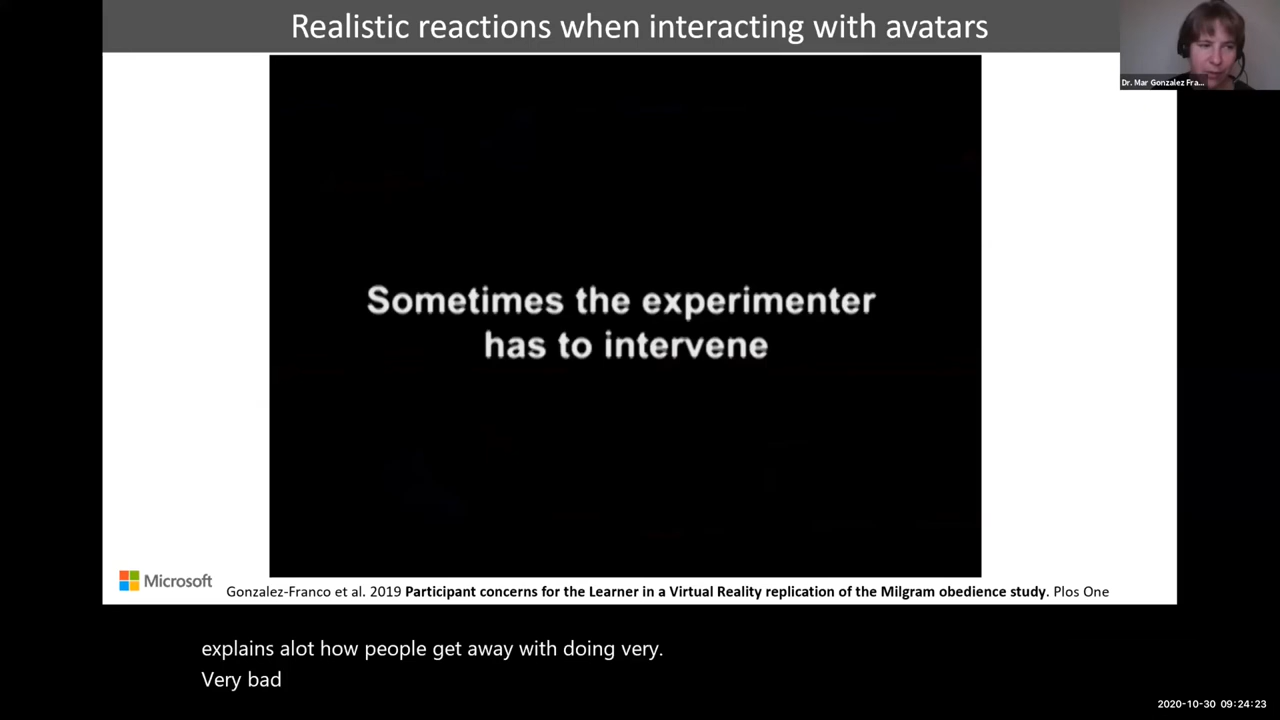 Realistic reactions when interacting with avatars
Dr. Mar Gonzalez Fra...
Sometimes the experimenter
has to intervene
Microsoft
Gonzalez-Franco et al. 2019 Participant concerns for the Learner in a Virtual Reality replication of the Milgram obedience study. Plos One
explains alot how people get away with doing very.
Very bad
2020-10-30 09:24:23